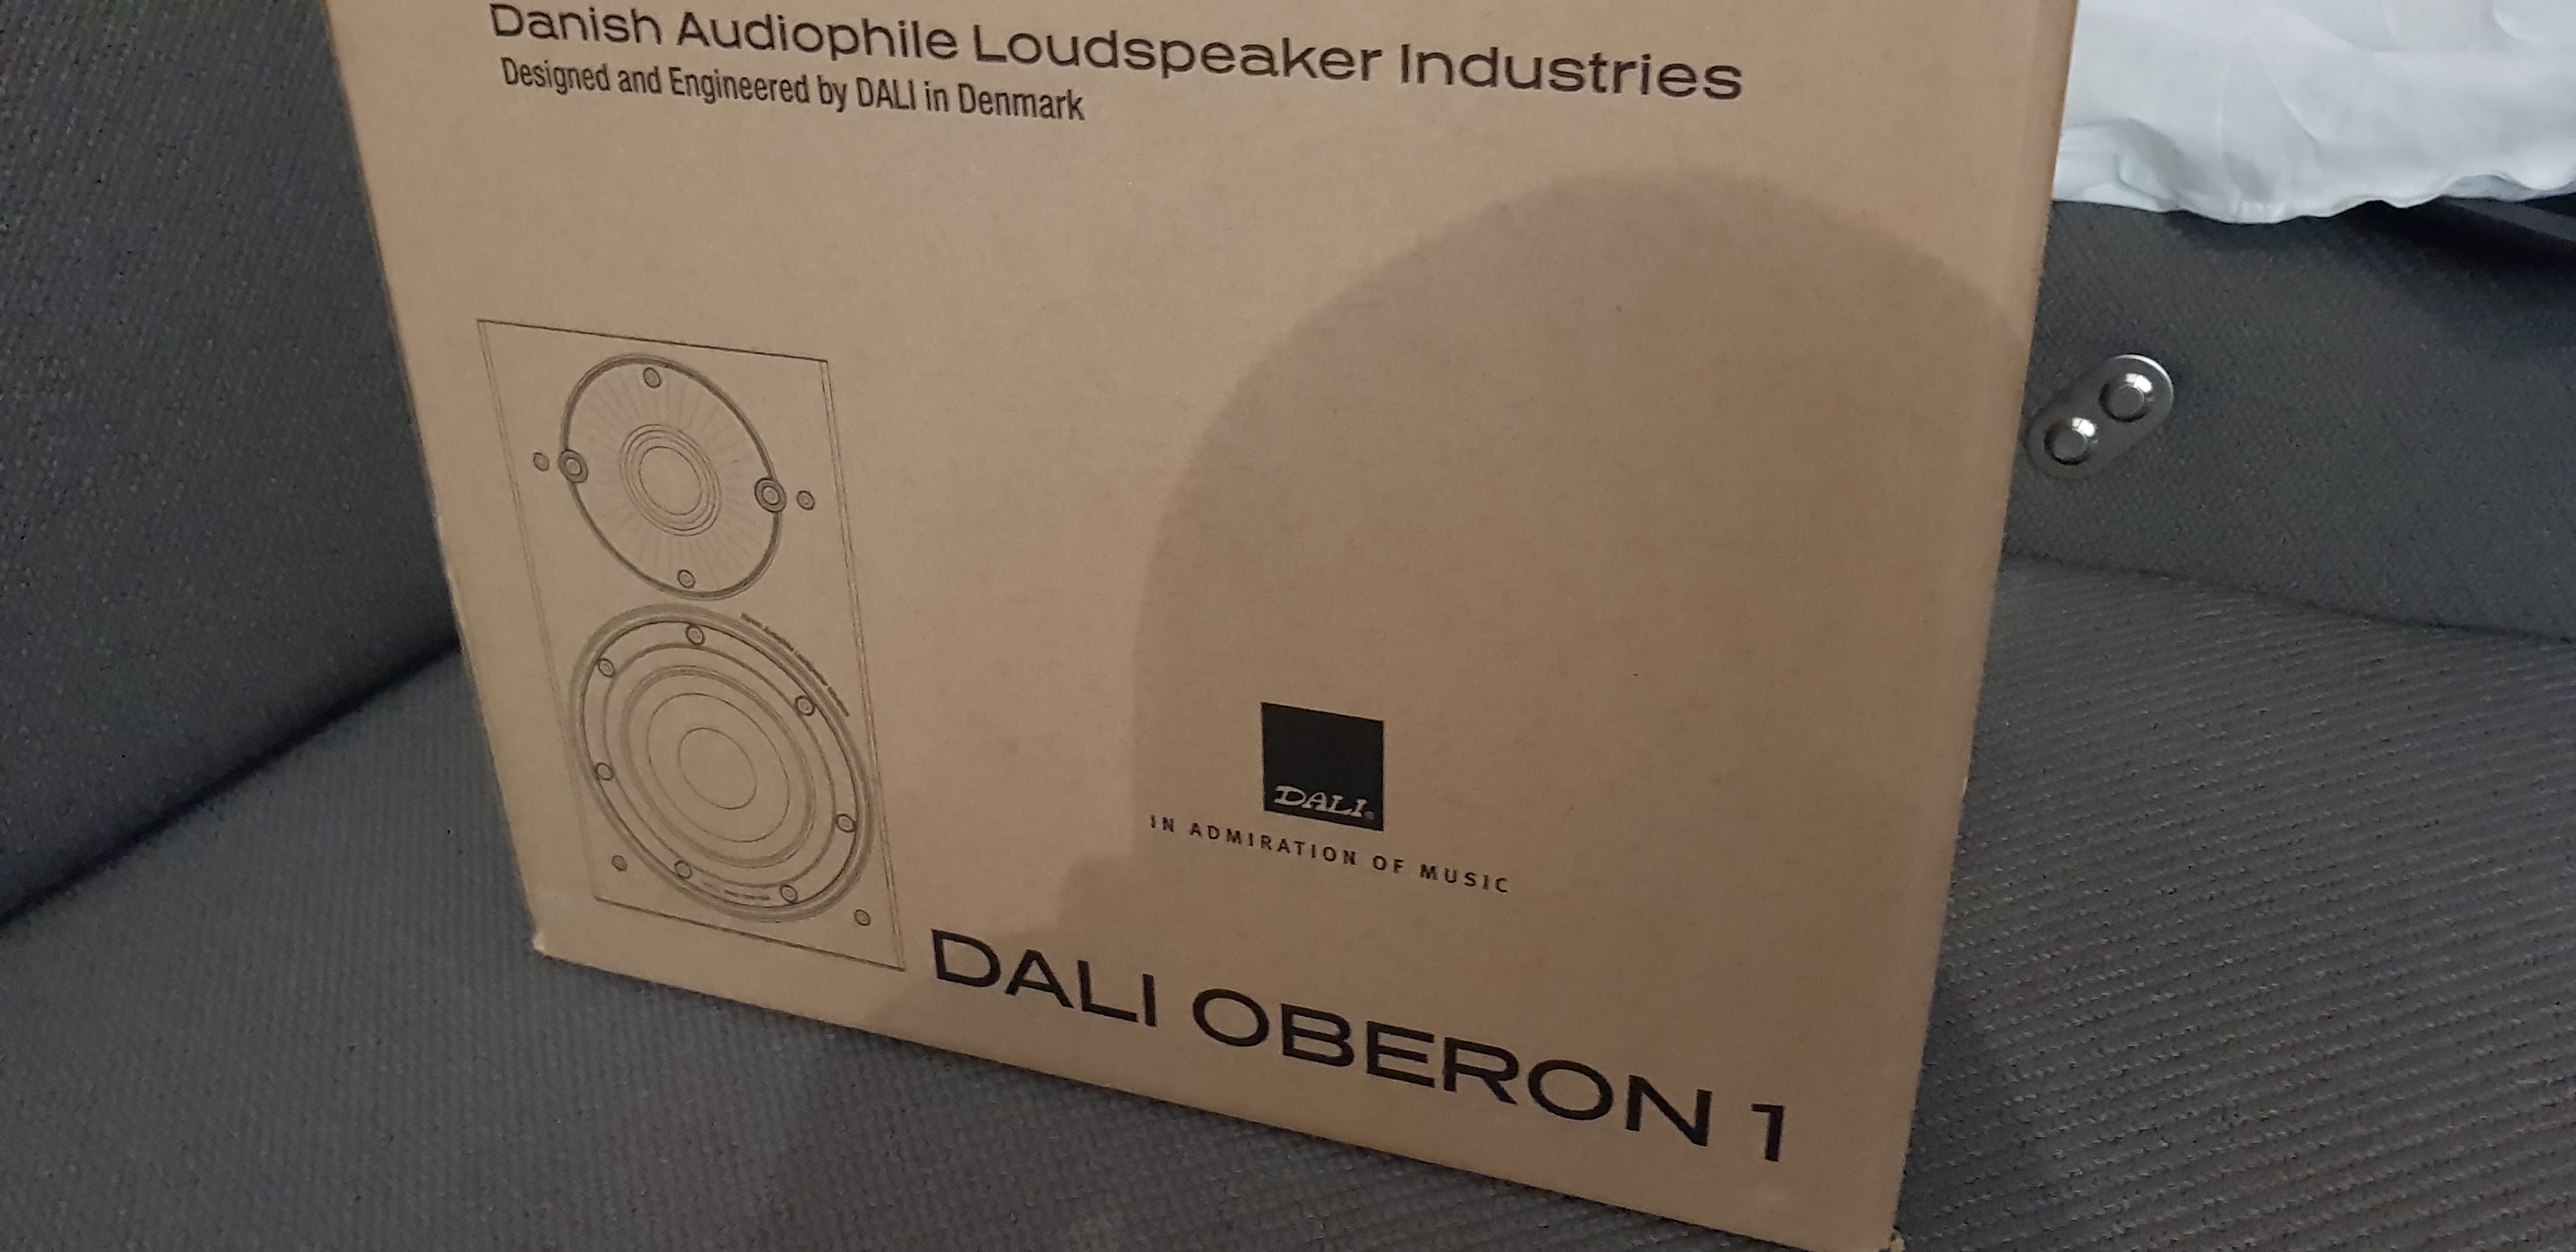 Danish Audiophile Loudspeaker Industries
Designed and Engineered by DALI in Denmark
DALI
IN ADMIRATION OF MUSIC
DALI OBERON 1